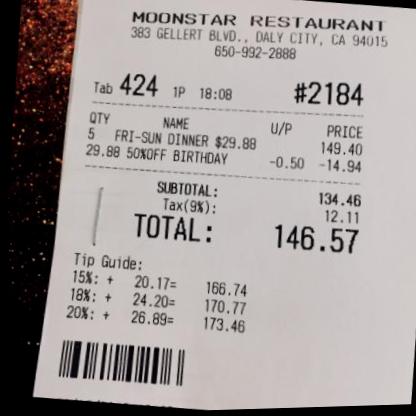 MOONSTAR RESTAURANT
383 GELLERT BLVD., DALY CITY, CA 94015
650-992-2888
Tab 424 1P 18:08 #2184
QTY NAME U/P PRICE
5 FRI-SUN DINNER $29.88 149.40
29.88 50%OFF BIRTHDAY -0.50 -14.94
SUBTOTAL: 134.46
Tax(9%): 12.11
TOTAL: 146.57
Tip Guide:
15%: + 20.17= 166.74
18%: + 24.20= 170.77
20%: + 26.89= 173.46